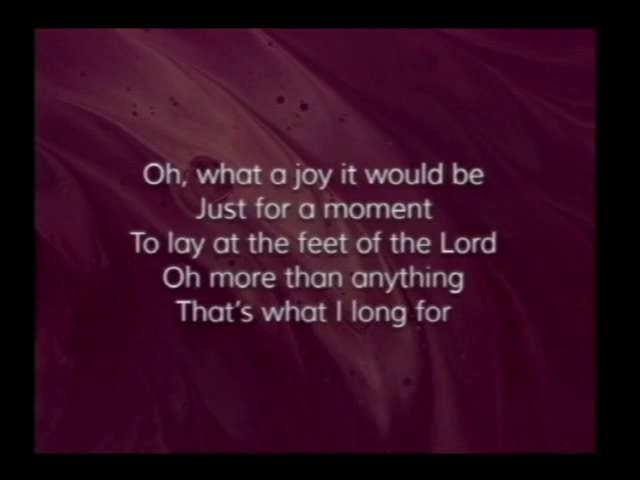 Oh, what a joy it would be
Just for a moment
To lay at the feet of the Lord
Oh more than anything
That's what I long for